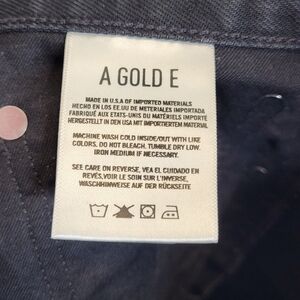 A GOLD E
MADE IN U.S.A OF IMPORTED MATERIALS
HECHO EN LOS EE.UU DE METERIALES IMPORTADA
FABRIQUÉ AUX ETATS-UNIS DU MATÉRIELS IMPORTÉ
HERGESTELLT IN DEN USA MIT IMPORTIERTEM MATERIAL
MACHINE WASH COLD INSIDE/OUT WITH LIKE
COLORS. DO NOT BLEACH. TUMBLE DRY LOW.
IRON MEDIUM IF NECESSARY.
SEE CARE ON REVERSE, VEA EL CUIDADO EN
REVÉS,VOIR LE SOIN SUR L'INVERSE,
WASCHHINWEISE AUF DER RÜCKSEITE